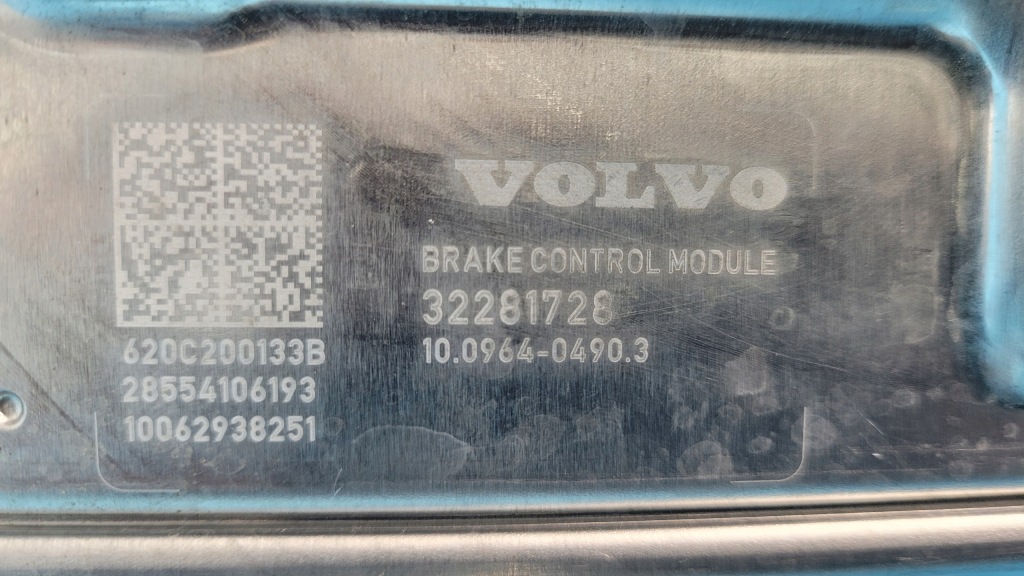 VOLVO
BRAKE CONTROL MODULE
32281728
10.0964-0490.3
620C200133B
28554106193
10062938251